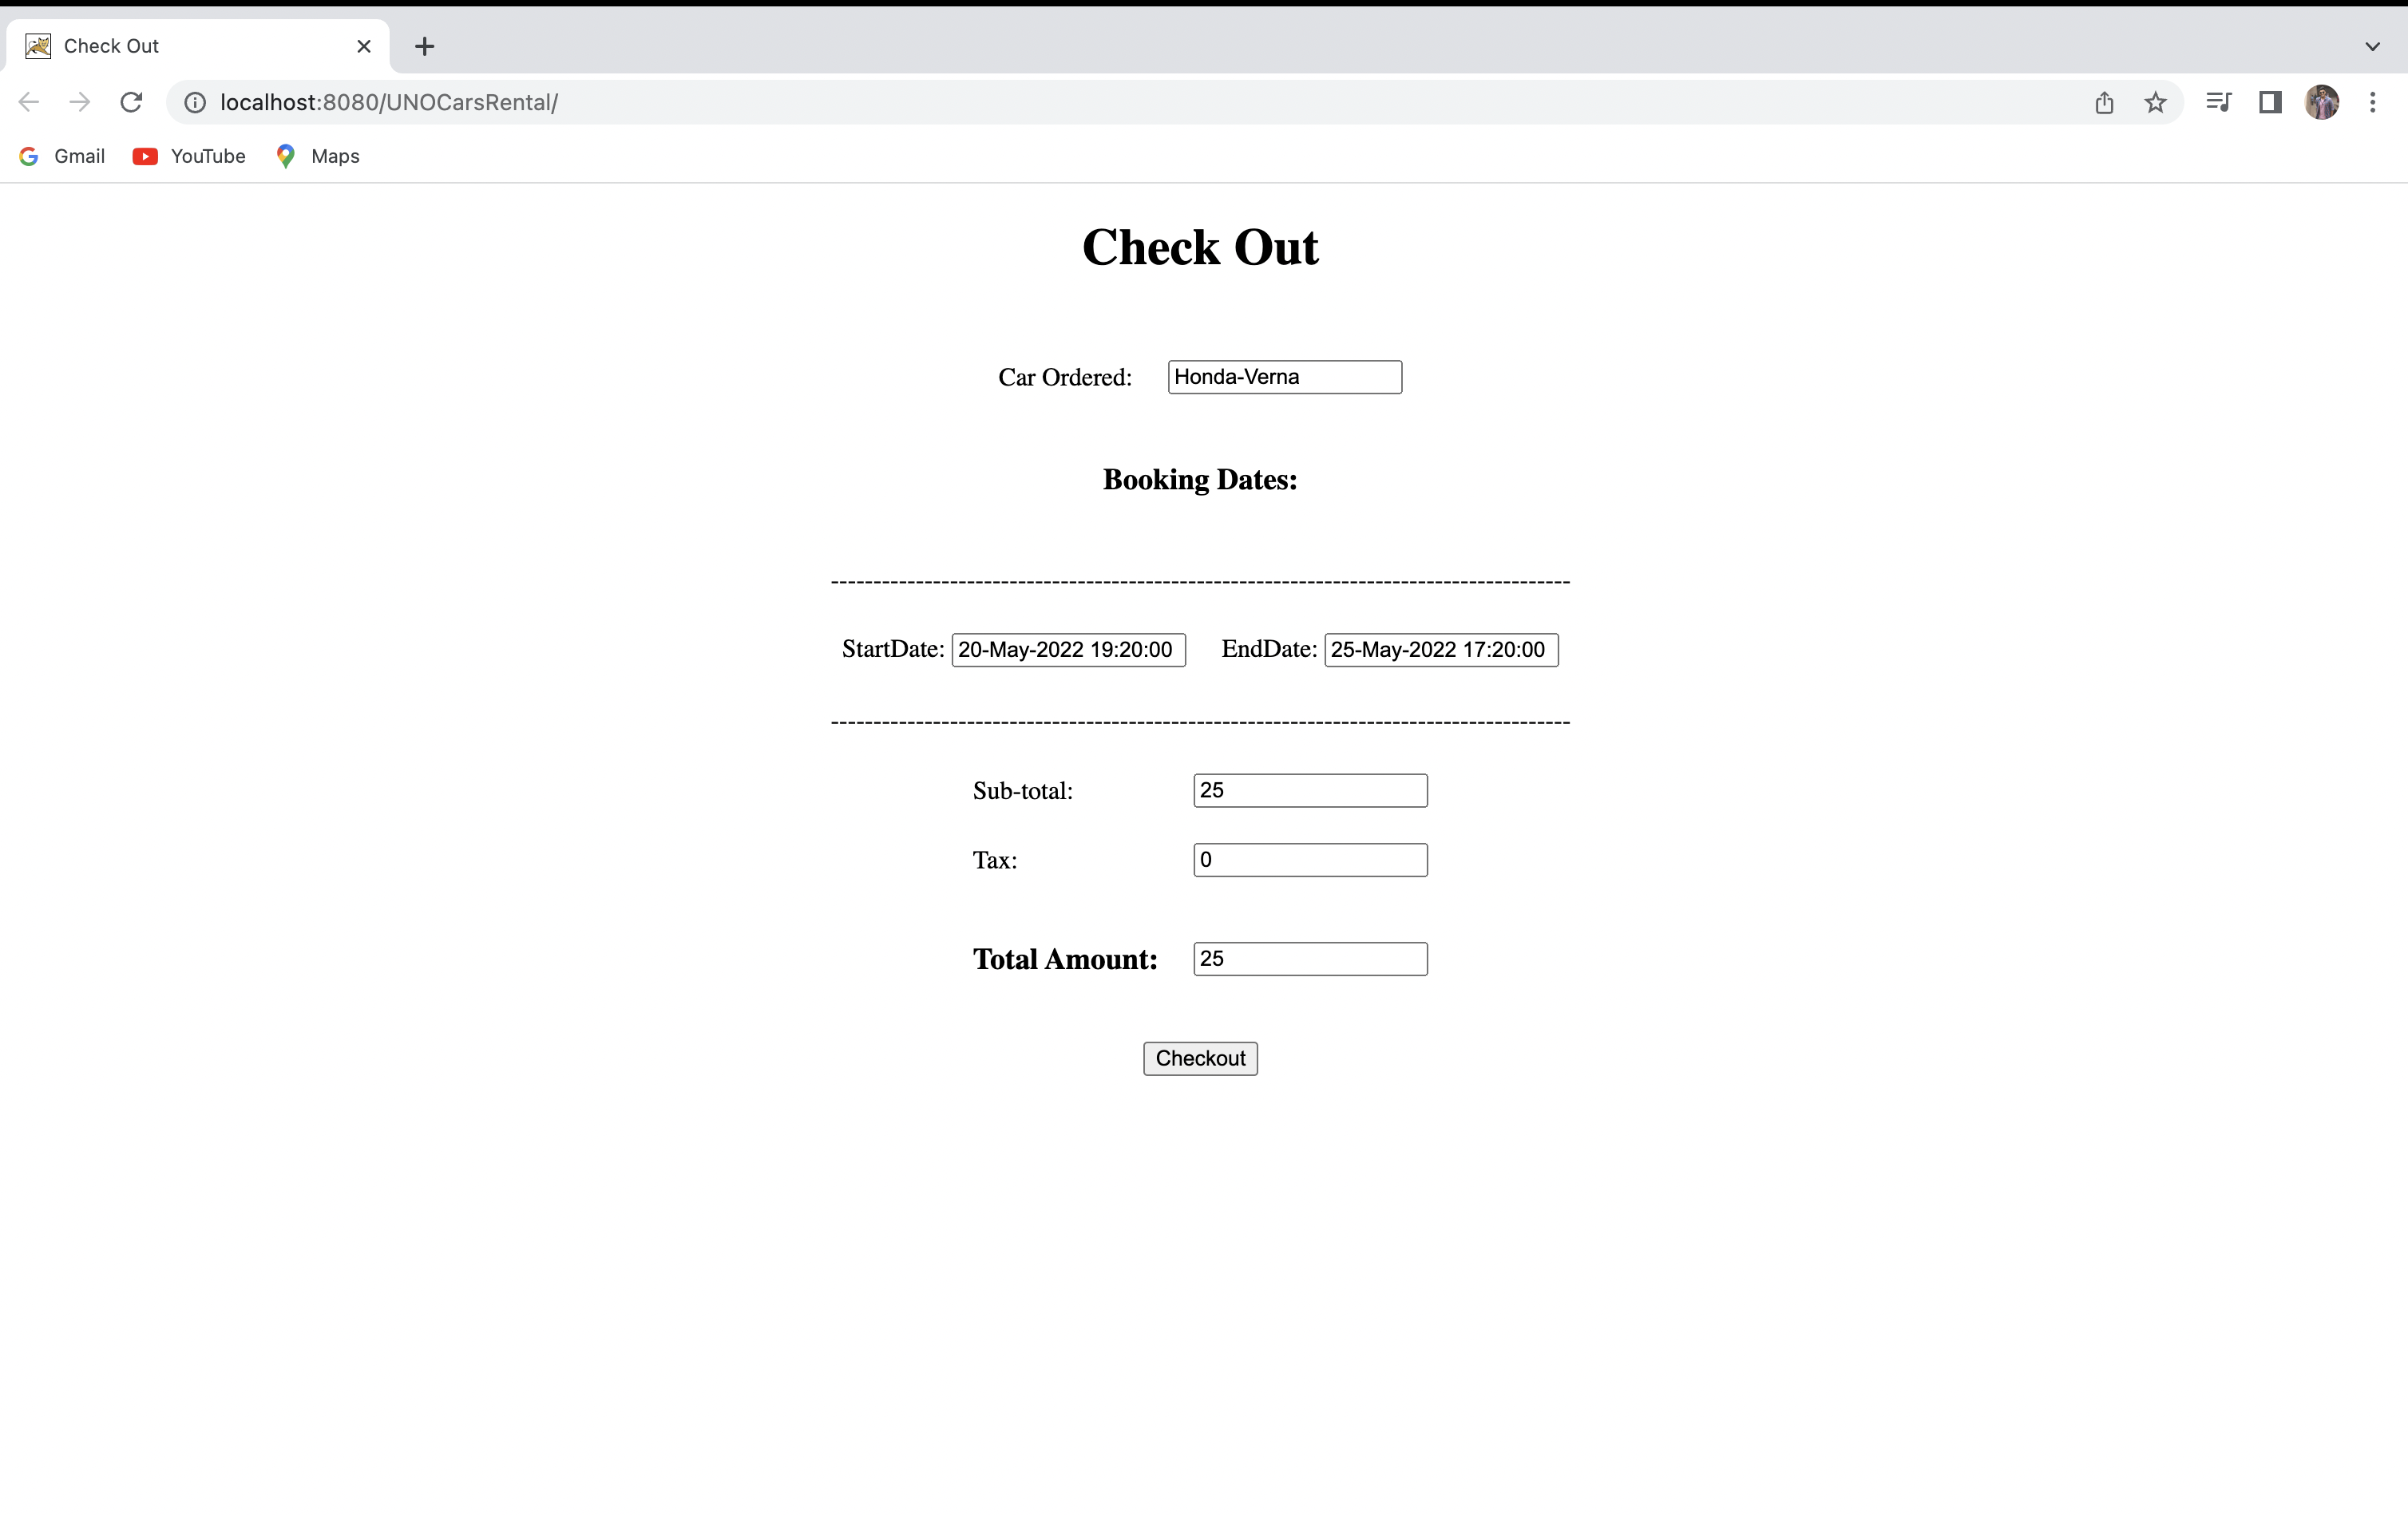 Check Out
localhost:8080/UNOCarsRental/
Gmail YouTube Maps
Check Out
Car Ordered: Honda-Verna
Booking Dates:
---------------------------------------------------------------------------------------
StartDate: 20-May-2022 19:20:00 EndDate: 25-May-2022 17:20:00
---------------------------------------------------------------------------------------
Sub-total: 25
Tax: 0
Total Amount: 25
Checkout